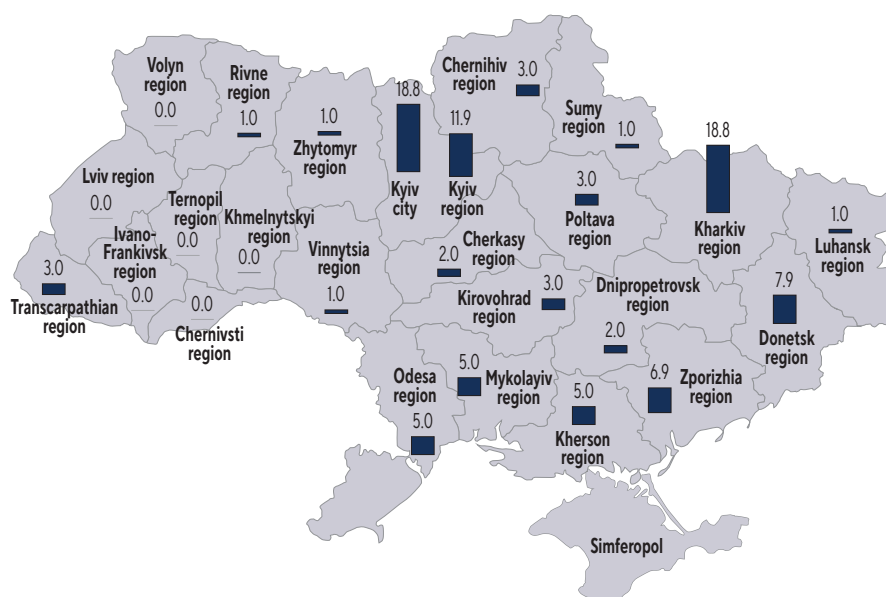 Volyn
region
0.0
Rivne
region
1.0
1.0
Zhytomyr
region
18.8
Kyiv
city
11.9
Kyiv
region
Chernihiv
region
3.0
Sumy
region
1.0
18.8
Kharkiv
region
3.0
Poltava
region
1.0
Luhansk
region
Lviv region
0.0
Ternopil
region
0.0
Khmelnytskyi
region
0.0
Ivano-
Frankivsk
region
0.0
3.0
Transcarpathian
region
0.0
Chernivsti
region
Vinnytsia
region
1.0
Cherkasy
region
2.0
Kirovohrad
region
3.0
Dnipropetrovsk
region
2.0
7.9
Donetsk
region
Odesa
region
5.0
5.0
Mykolayiv
region
5.0
Kherson
region
6.9
Zporizhia
region
Simferopol